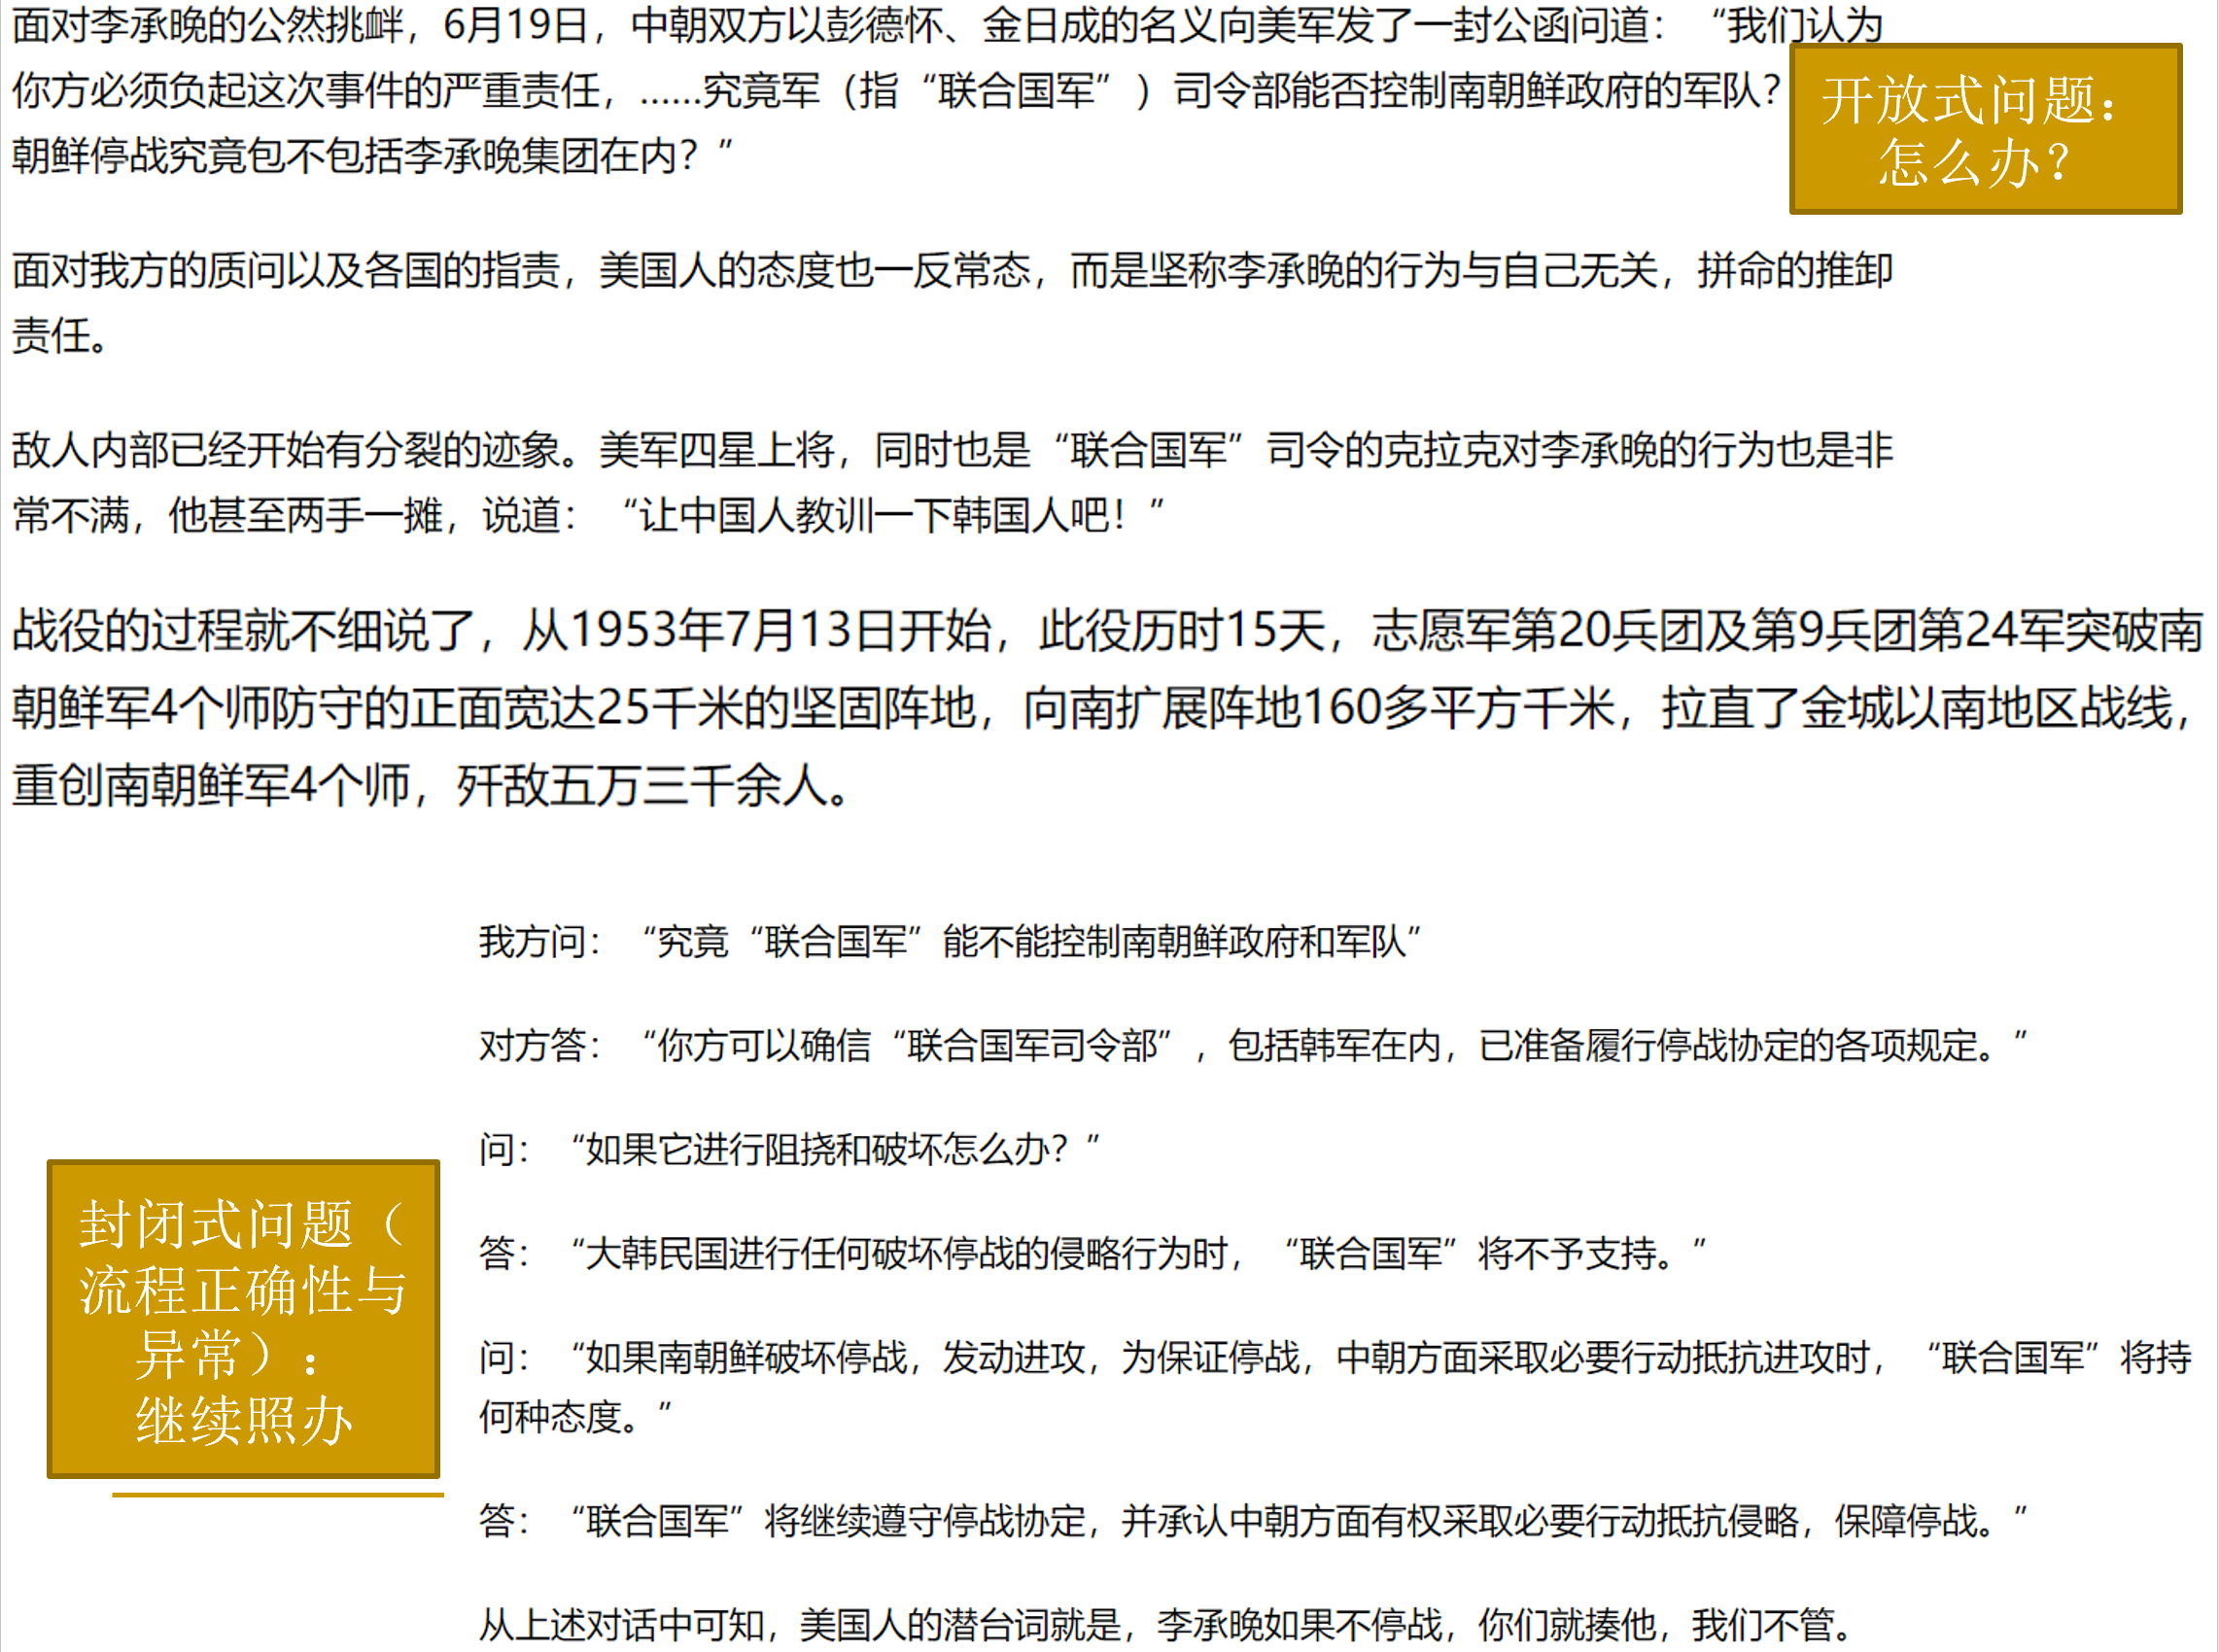 面对李承晚的公然挑衅，6月19日，中朝双方以彭德怀、金日成的名义向美军发了一封公函问道：“我们认为
你方必须负起这次事件的严重责任，……究竟军（指“联合国军”）司令部能否控制南朝鲜政府的军队？
朝鲜停战究竟包不包括李承晚集团在内？”
开放式问题：
怎么办？
面对我方的质问以及各国的指责，美国人的态度也一反常态，而是坚称李承晚的行为与自己无关，拼命的推卸
责任。
敌人内部已经开始有分裂的迹象。美军四星上将，同时也是“联合国军”司令的克拉克对李承晚的行为也是非
常不满，他甚至两手一摊，说道：“让中国人教训一下韩国人吧！”
战役的过程就不细说了，从1953年7月13日开始，此役历时15天，志愿军第20兵团及第9兵团第24军突破南
朝鲜军4个师防守的正面宽达25千米的坚固阵地，向南扩展阵地160多平方千米，拉直了金城以南地区战线，
重创南朝鲜军4个师，歼敌五万三千余人。
我方问：“究竟“联合国军”能不能控制南朝鲜政府和军队”
对方答：“你方可以确信“联合国军司令部”，包括韩军在内，已准备履行停战协定的各项规定。”
问：“如果它进行阻挠和破坏怎么办？”
答：“大韩民国进行任何破坏停战的侵略行为时，“联合国军”将不予支持。”
问：“如果南朝鲜破坏停战，发动进攻，为保证停战，中朝方面采取必要行动抵抗进攻时，“联合国军”将持
何种态度。”
答：“联合国军”将继续遵守停战协定，并承认中朝方面有权采取必要行动抵抗侵略，保障停战。”
从上述对话中可知，美国人的潜台词就是，李承晚如果不停战，你们就揍他，我们不管。
封闭式问题（
流程正确性与
异常）：
继续照办